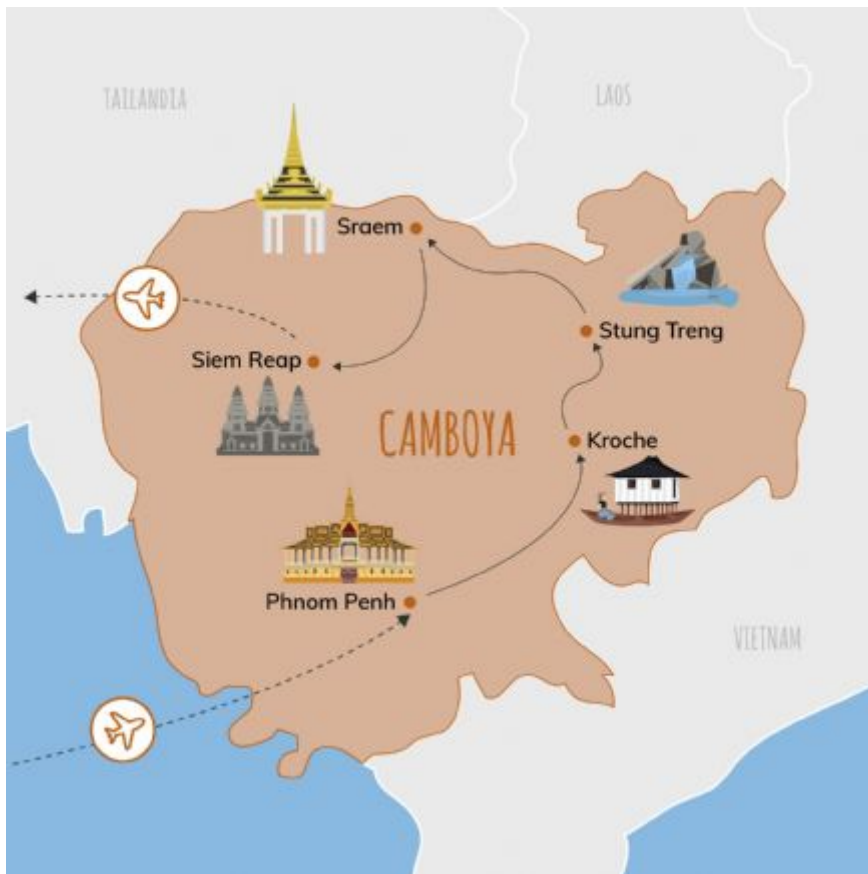 TAILANDIA
LAOS
Sraem
Stung Treng
Siem Reap
CAMBOYA
Kroche
Phnom Penh
VIETNAM